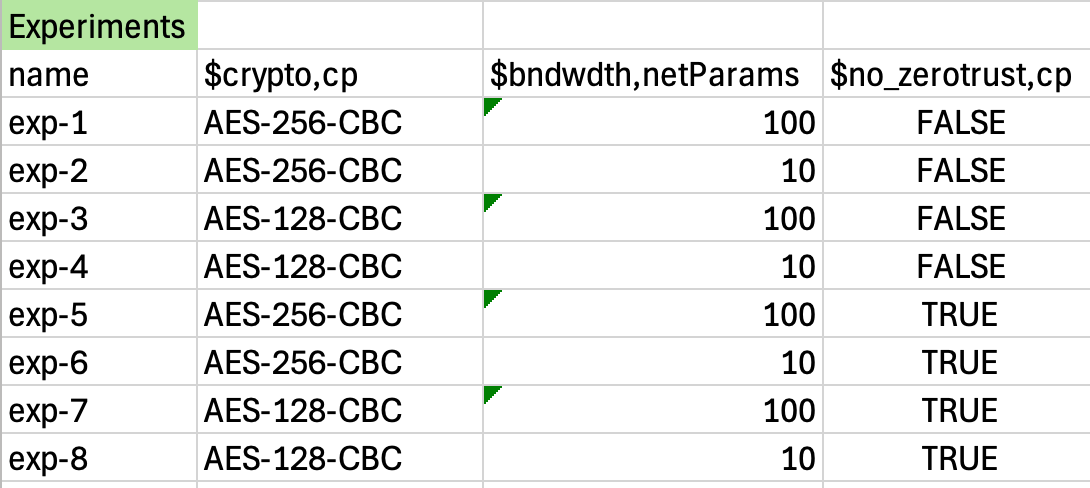 Experiments
name $crypto,cp $bndwdth,netParams $no_zerotrust,cp
exp-1 AES-256-CBC 100 FALSE
exp-2 AES-256-CBC 10 FALSE
exp-3 AES-128-CBC 100 FALSE
exp-4 AES-128-CBC 10 FALSE
exp-5 AES-256-CBC 100 TRUE
exp-6 AES-256-CBC 10 TRUE
exp-7 AES-128-CBC 100 TRUE
exp-8 AES-128-CBC 10 TRUE